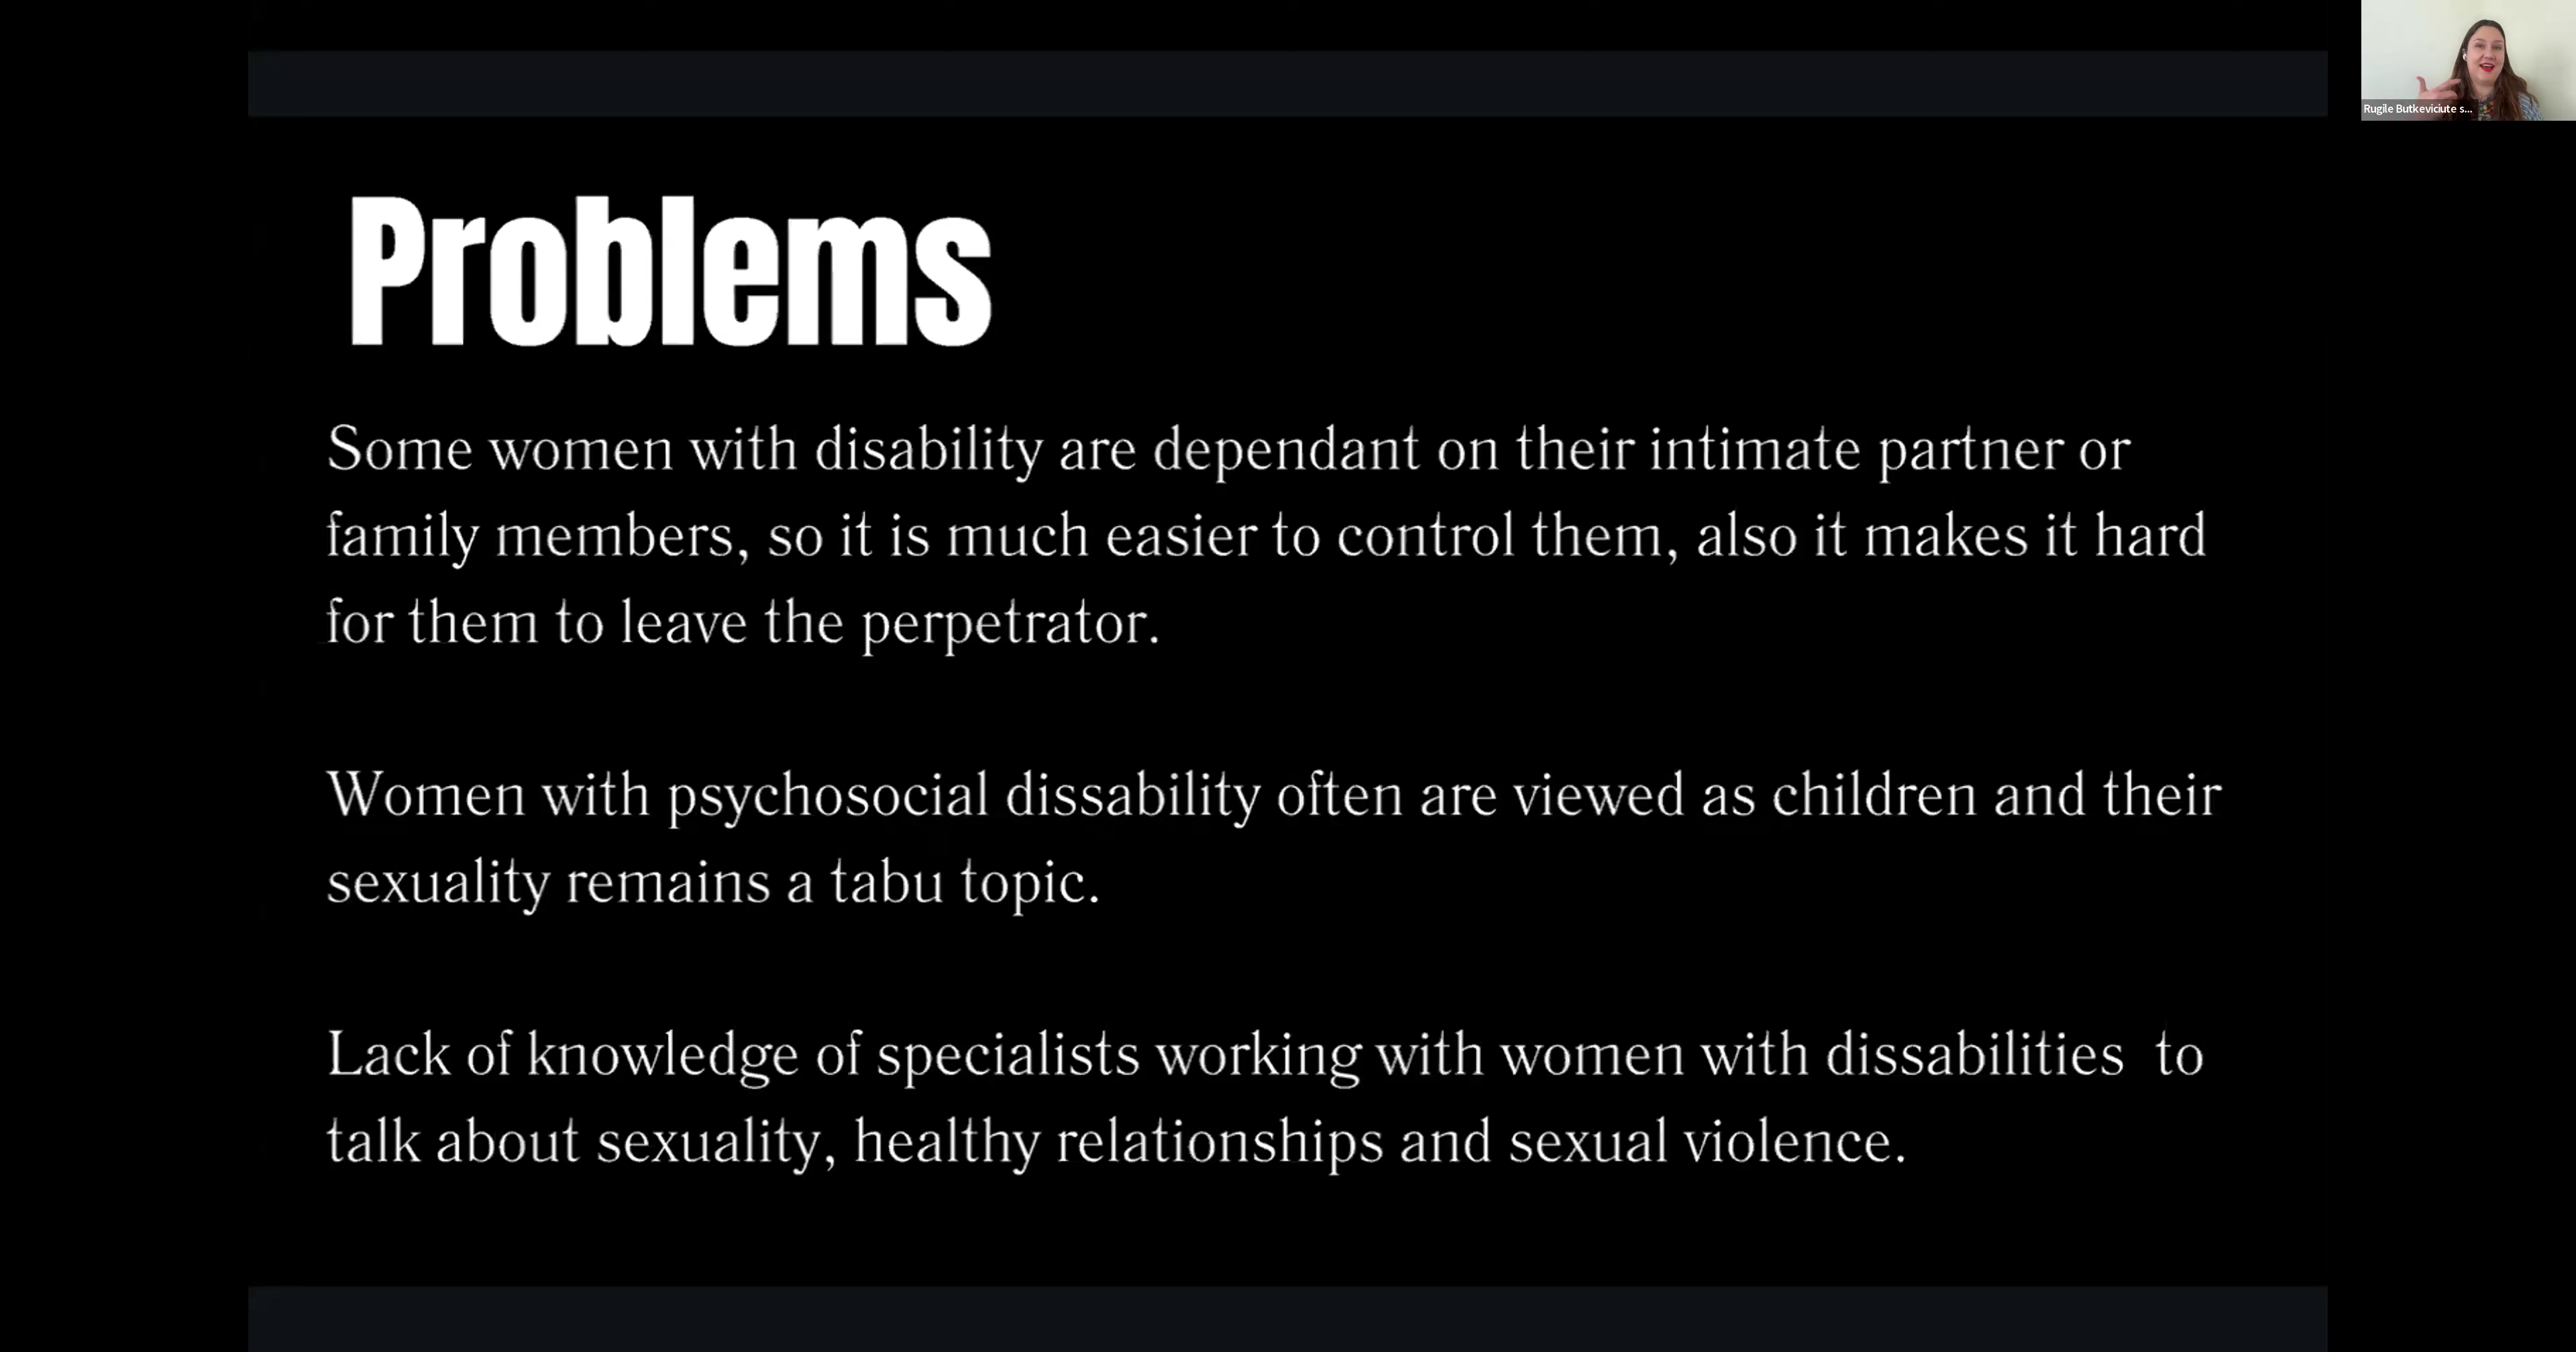 Rugile Butkeviciute s...
Problems
Some women with disability are dependant on their intimate partner or
family members, so it is much easier to control them, also it makes it hard
for them to leave the perpetrator.
Women with psychosocial dissability often are viewed as children and their
sexuality remains a tabu topic.
Lack of knowledge of specialists working with women with dissabilities to
talk about sexuality, healthy relationships and sexual violence.